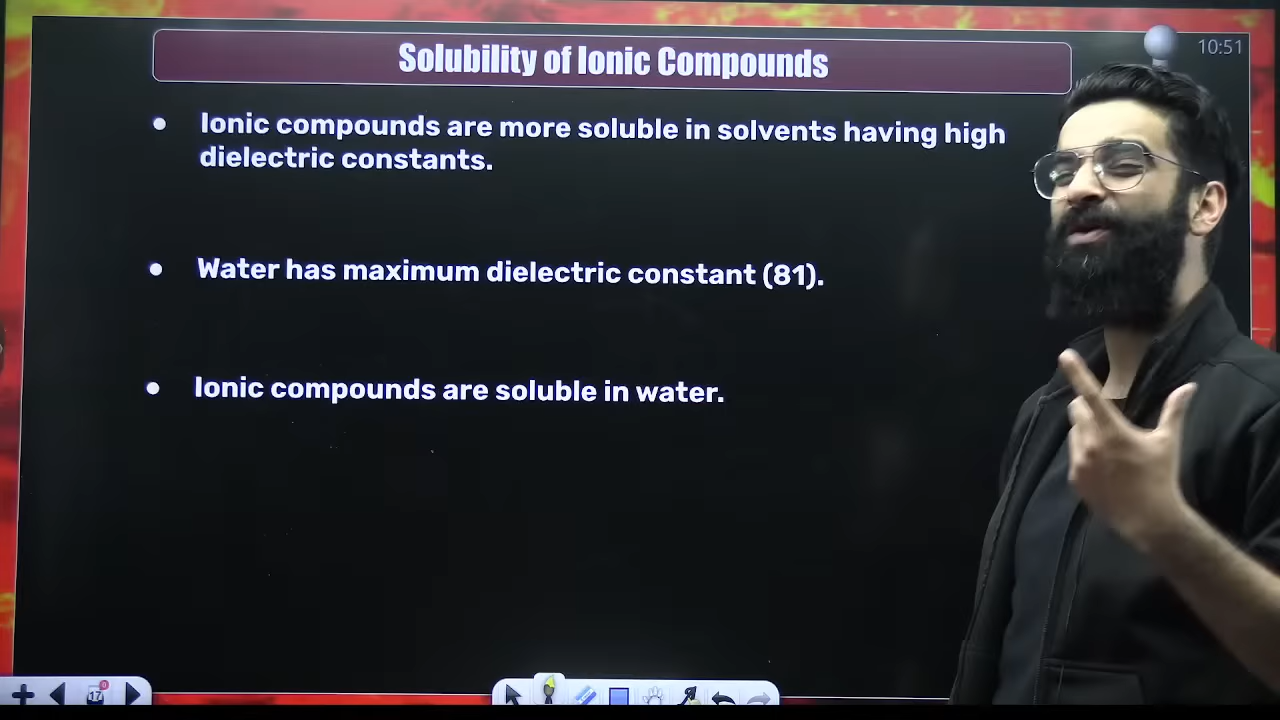 Solubility of Ionic Compounds
10:51
• Ionic compounds are more soluble in solvents having high
dielectric constants.
• Water has maximum dielectric constant (81).
• Ionic compounds are soluble in water.
17